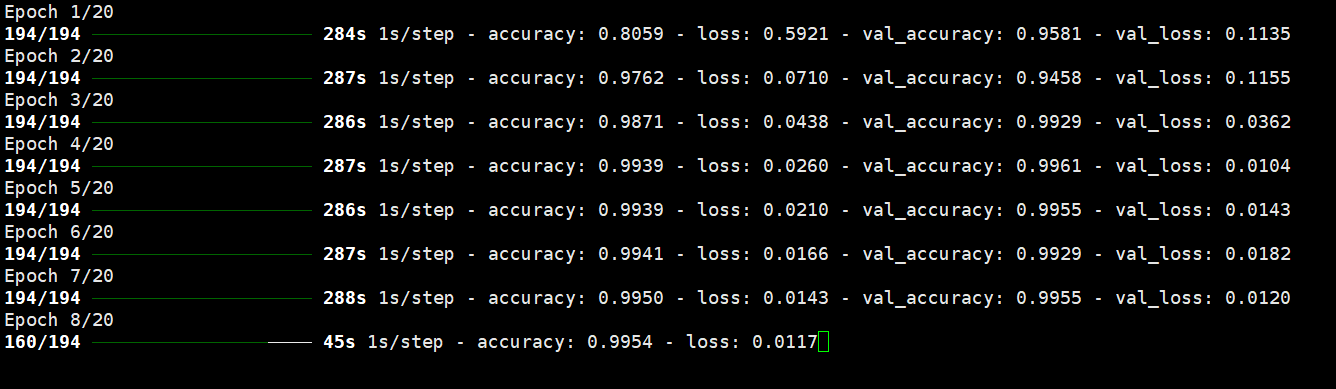 Epoch 1/20
194/194 284s 1s/step - accuracy: 0.8059 - loss: 0.5921 - val_accuracy: 0.9581 - val_loss: 0.1135
Epoch 2/20
194/194 287s 1s/step - accuracy: 0.9762 - loss: 0.0710 - val_accuracy: 0.9458 - val_loss: 0.1155
Epoch 3/20
194/194 286s 1s/step - accuracy: 0.9871 - loss: 0.0438 - val_accuracy: 0.9929 - val_loss: 0.0362
Epoch 4/20
194/194 287s 1s/step - accuracy: 0.9939 - loss: 0.0260 - val_accuracy: 0.9961 - val_loss: 0.0104
Epoch 5/20
194/194 286s 1s/step - accuracy: 0.9939 - loss: 0.0210 - val_accuracy: 0.9955 - val_loss: 0.0143
Epoch 6/20
194/194 287s 1s/step - accuracy: 0.9941 - loss: 0.0166 - val_accuracy: 0.9929 - val_loss: 0.0182
Epoch 7/20
194/194 288s 1s/step - accuracy: 0.9950 - loss: 0.0143 - val_accuracy: 0.9955 - val_loss: 0.0120
Epoch 8/20
160/194 45s 1s/step - accuracy: 0.9954 - loss: 0.0117